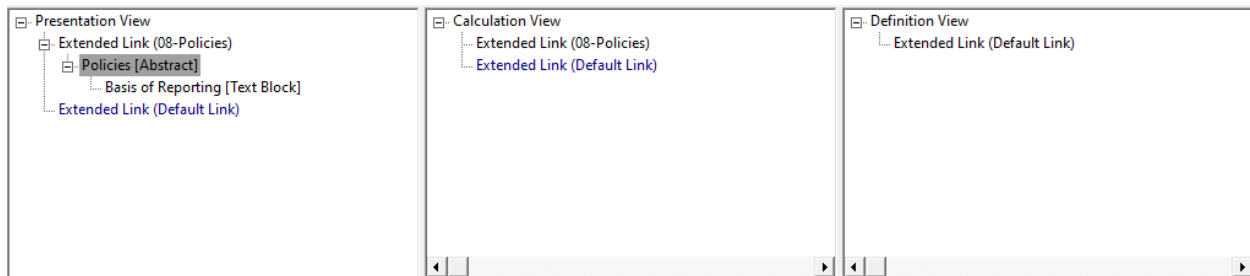 Presentation View
Extended Link (08-Policies)
Policies [Abstract]
Basis of Reporting [Text Block]
Extended Link (Default Link)
Calculation View
Extended Link (08-Policies)
Extended Link (Default Link)
Definition View
Extended Link (Default Link)